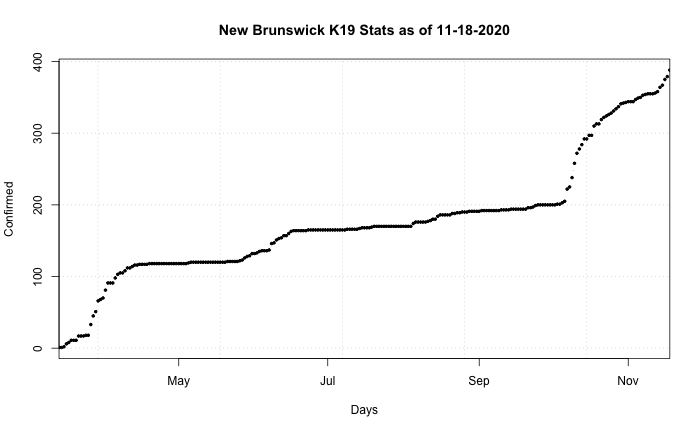 New Brunswick K19 Stats as of 11-18-2020
400
300
200
100
0
Confirmed
May Jul Sep Nov
Days